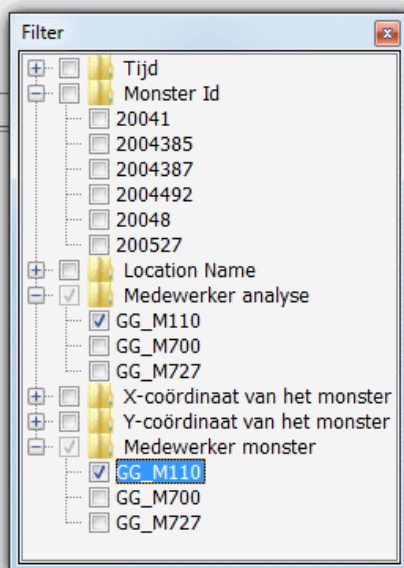 Filter
Tijd
Monster Id
20041
2004385
2004387
2004492
20048
200527
Location Name
Medewerker analyse
GG_M110
GG_M700
GG_M727
X-coördinaat van het monster
Y-coördinaat van het monster
Medewerker monster
GG_M110
GG_M700
GG_M727